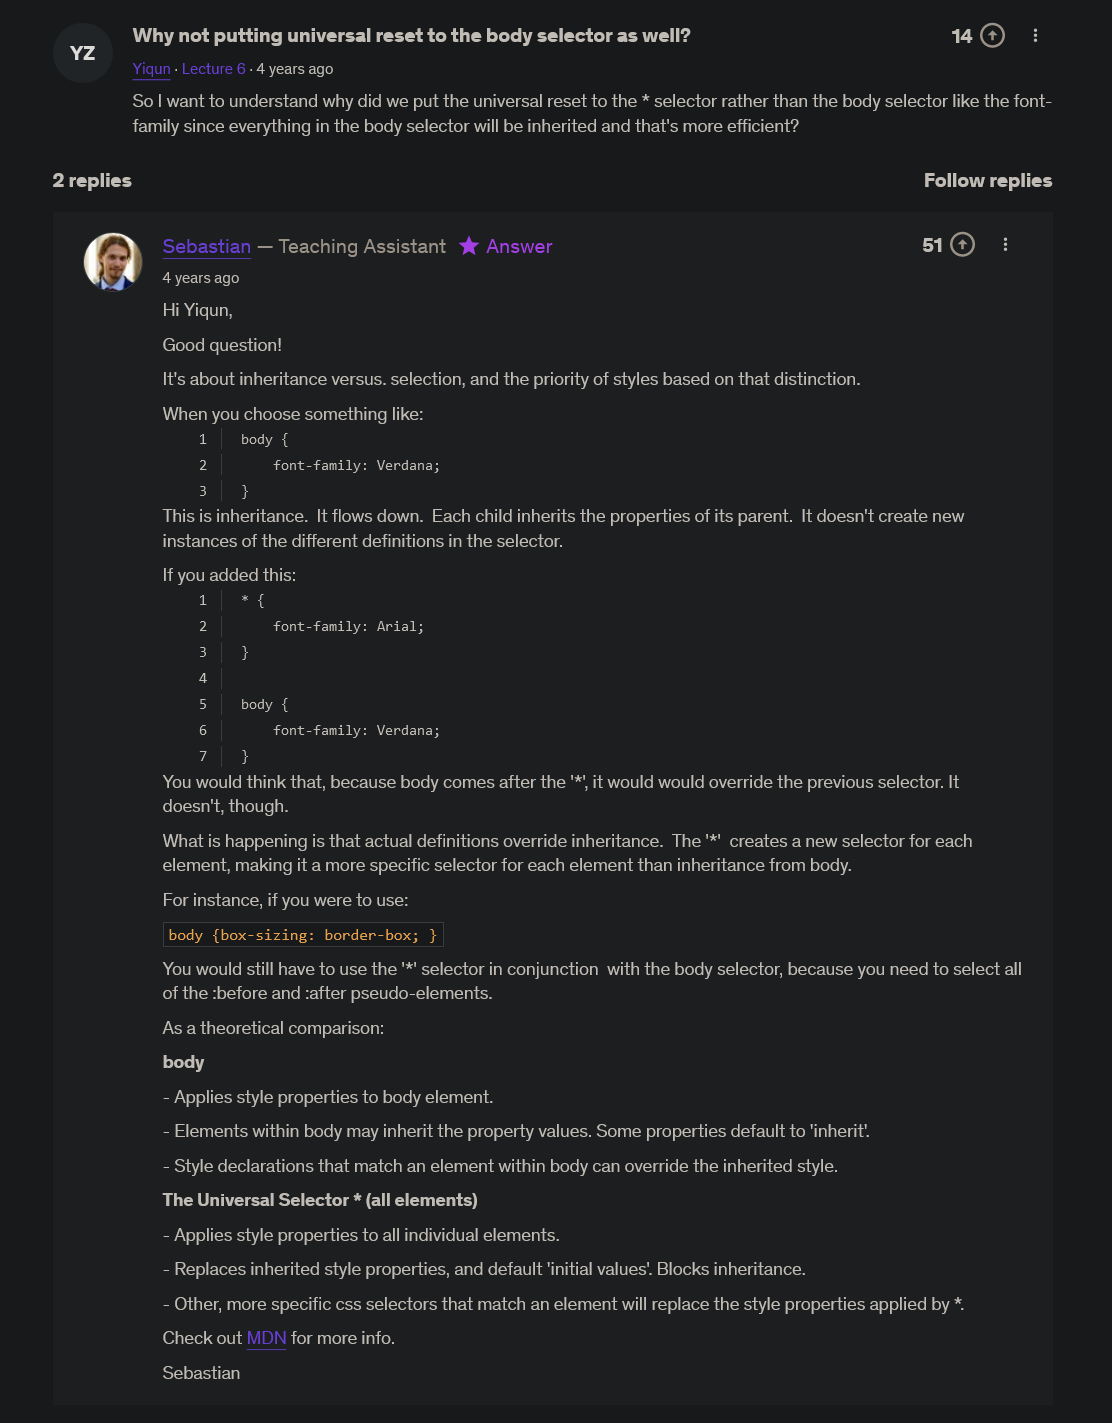 YZ
Why not putting universal reset to the body selector as well?
14
Yiqun · Lecture 6 · 4 years ago
So I want to understand why did we put the universal reset to the * selector rather than the body selector like the font-
family since everything in the body selector will be inherited and that's more efficient?
2 replies
Follow replies
Sebastian — Teaching Assistant ★ Answer
51
4 years ago
Hi Yiqun,
Good question!
It's about inheritance versus. selection, and the priority of styles based on that distinction.
When you choose something like:
1 body {
2     font-family: Verdana;
3 }
This is inheritance.  It flows down.  Each child inherits the properties of its parent.  It doesn't create new
instances of the different definitions in the selector.
If you added this:
1 * {
2     font-family: Arial;
3 }
4
5 body {
6     font-family: Verdana;
7 }
You would think that, because body comes after the '*', it would would override the previous selector. It
doesn't, though.
What is happening is that actual definitions override inheritance.  The '*'  creates a new selector for each
element, making it a more specific selector for each element than inheritance from body.
For instance, if you were to use:
body {box-sizing: border-box; }
You would still have to use the '*' selector in conjunction  with the body selector, because you need to select all
of the :before and :after pseudo-elements.
As a theoretical comparison:
body
- Applies style properties to body element.
- Elements within body may inherit the property values. Some properties default to 'inherit'.
- Style declarations that match an element within body can override the inherited style.
The Universal Selector * (all elements)
- Applies style properties to all individual elements.
- Replaces inherited style properties, and default 'initial values'. Blocks inheritance.
- Other, more specific css selectors that match an element will replace the style properties applied by *.
Check out MDN for more info.
Sebastian